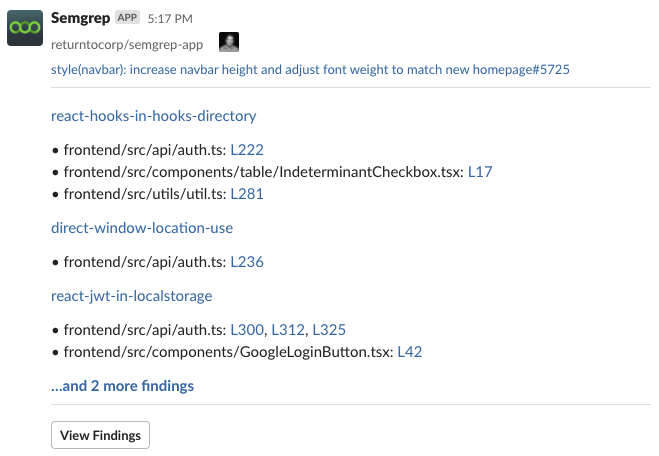 Semgrep APP 5:17 PM
returntocorp/semgrep-app
style(navbar): increase navbar height and adjust font weight to match new homepage#5725
react-hooks-in-hooks-directory
• frontend/src/api/auth.ts: L222
• frontend/src/components/table/IndeterminantCheckbox.tsx: L17
• frontend/src/utils/util.ts: L281
direct-window-location-use
• frontend/src/api/auth.ts: L236
react-jwt-in-localstorage
• frontend/src/api/auth.ts: L300, L312, L325
• frontend/src/components/GoogleLoginButton.tsx: L42
...and 2 more findings
View Findings